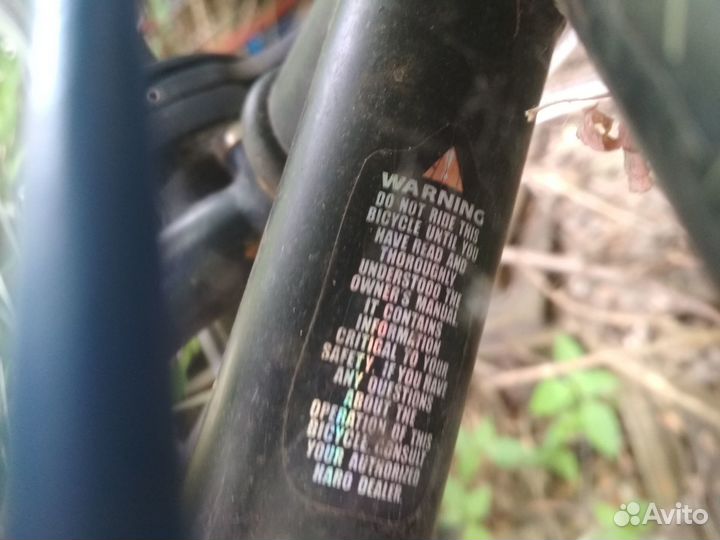 WARNING
DO NOT RIDE THIS
BICYCLE UNTIL YOU
HAVE READ AND
THOROUGHLY
UNDERSTOOD THE
OWNER'S MANUAL.
IT CONTAINS
INFORMATION
CRITICAL TO YOUR
SAFETY. IF YOU HAVE
ANY QUESTIONS
ABOUT THE
OPERATION OF THIS
BICYCLE CONSULT
YOUR AUTHORIZED
HARO DEALER.
Avito